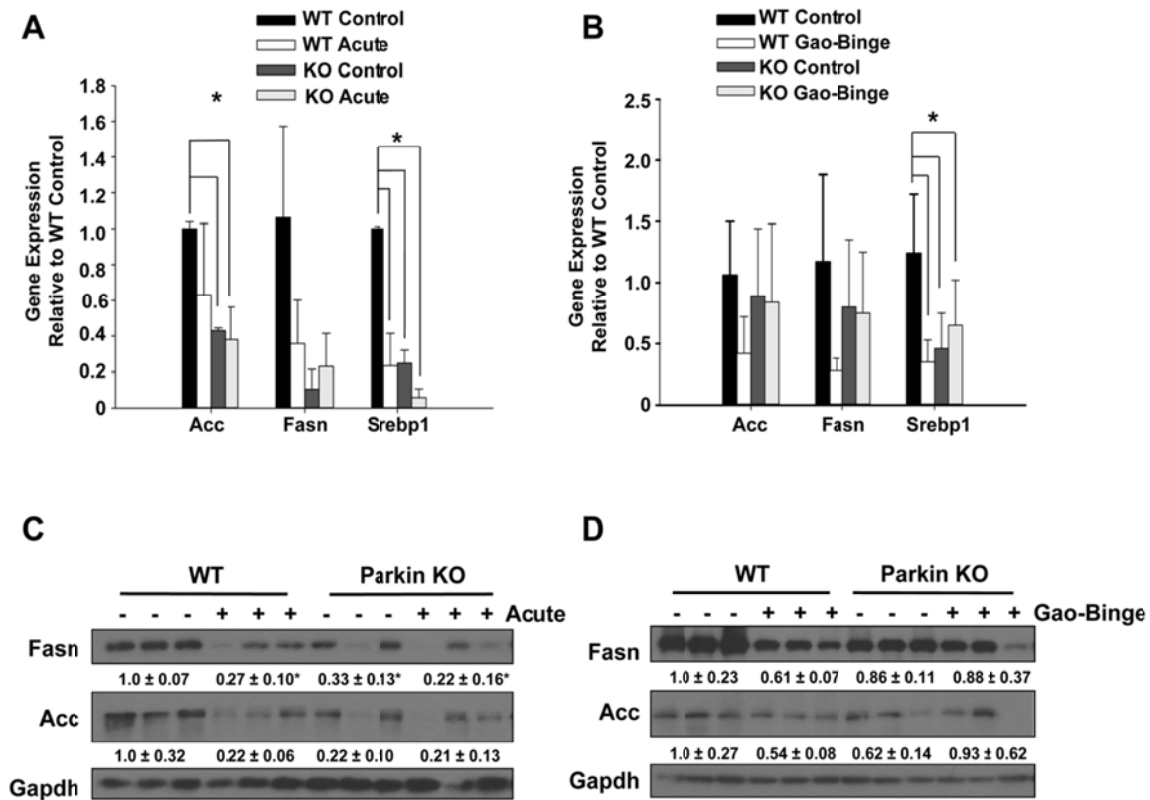 A
WT Control
WT Acute
KO Control
KO Acute
Gene Expression
Relative to WT Control
1.8
1.6
1.4
1.2
1.0
0.8
0.6
0.4
0.2
0
*
*
Acc Fasn Srebp1
B
WT Control
WT Gao-Binge
KO Control
KO Gao-Binge
Gene Expression
Relative to WT Control
2.5
2.0
1.5
1.0
0.5
0
*
Acc Fasn Srebp1
C
WT Parkin KO
- - - + + + - - - + + + Acute
Fasn
1.0 ± 0.07 0.27 ± 0.10* 0.33 ± 0.13* 0.22 ± 0.16*
Acc
1.0 ± 0.32 0.22 ± 0.06 0.22 ± 0.10 0.21 ± 0.13
Gapdh
D
WT Parkin KO
- - - + + + - - - + + + Gao-Binge
Fasn
1.0 ± 0.23 0.61 ± 0.07 0.86 ± 0.11 0.88 ± 0.37
Acc
1.0 ± 0.27 0.54 ± 0.08 0.62 ± 0.14 0.93 ± 0.62
Gapdh